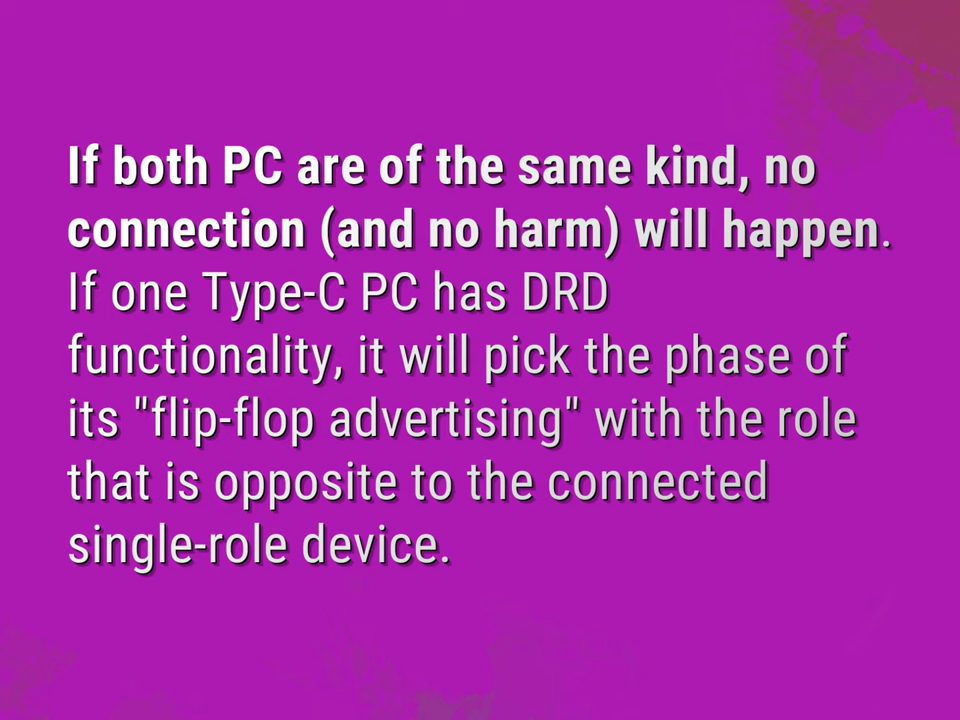 If both PC are of the same kind, no
connection (and no harm) will happen.
If one Type-C PC has DRD
functionality, it will pick the phase of
its "flip-flop advertising" with the role
that is opposite to the connected
single-role device.